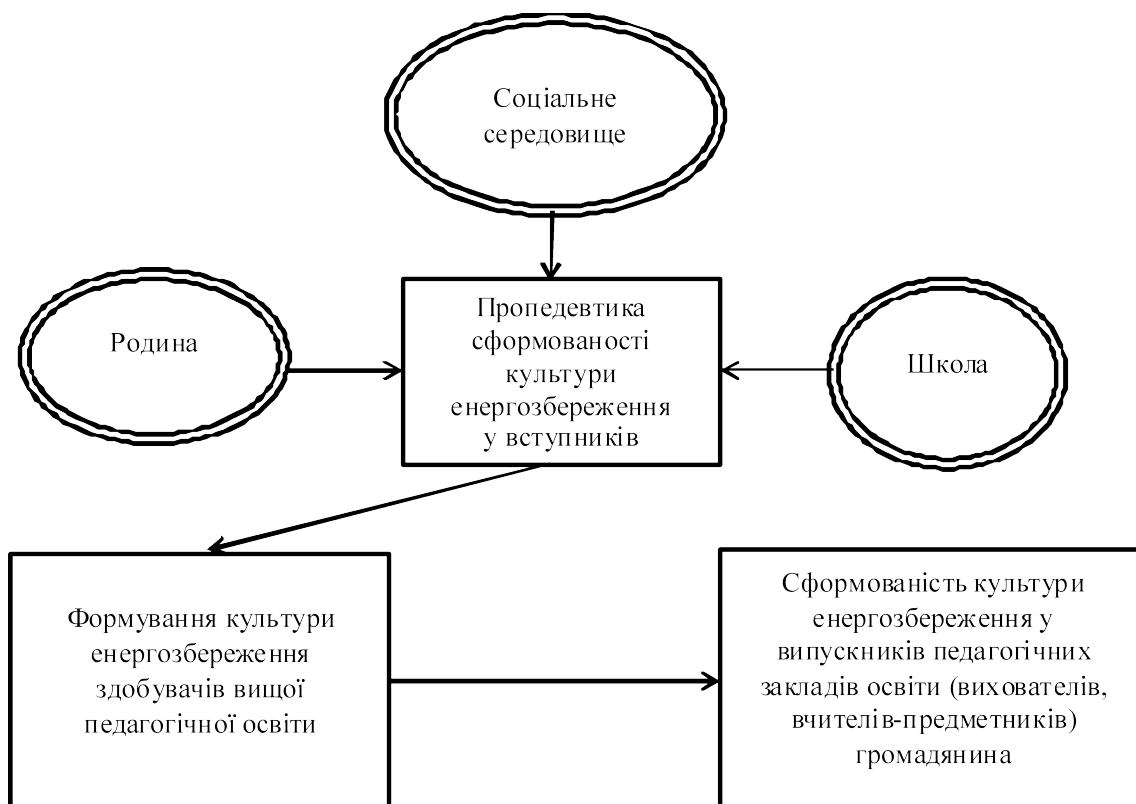 Соціальне
середовище
Родина
Пропедевтика
сформованості
культури
енергозбереження
у вступників
Школа
Формування культури
енергозбереження
здобувачів вищої
педагогічної освіти
Сформованість культури
енергозбереження у
випускників педагогічних
закладів освіти (вихователів,
вчителів-предметників)
громадянина